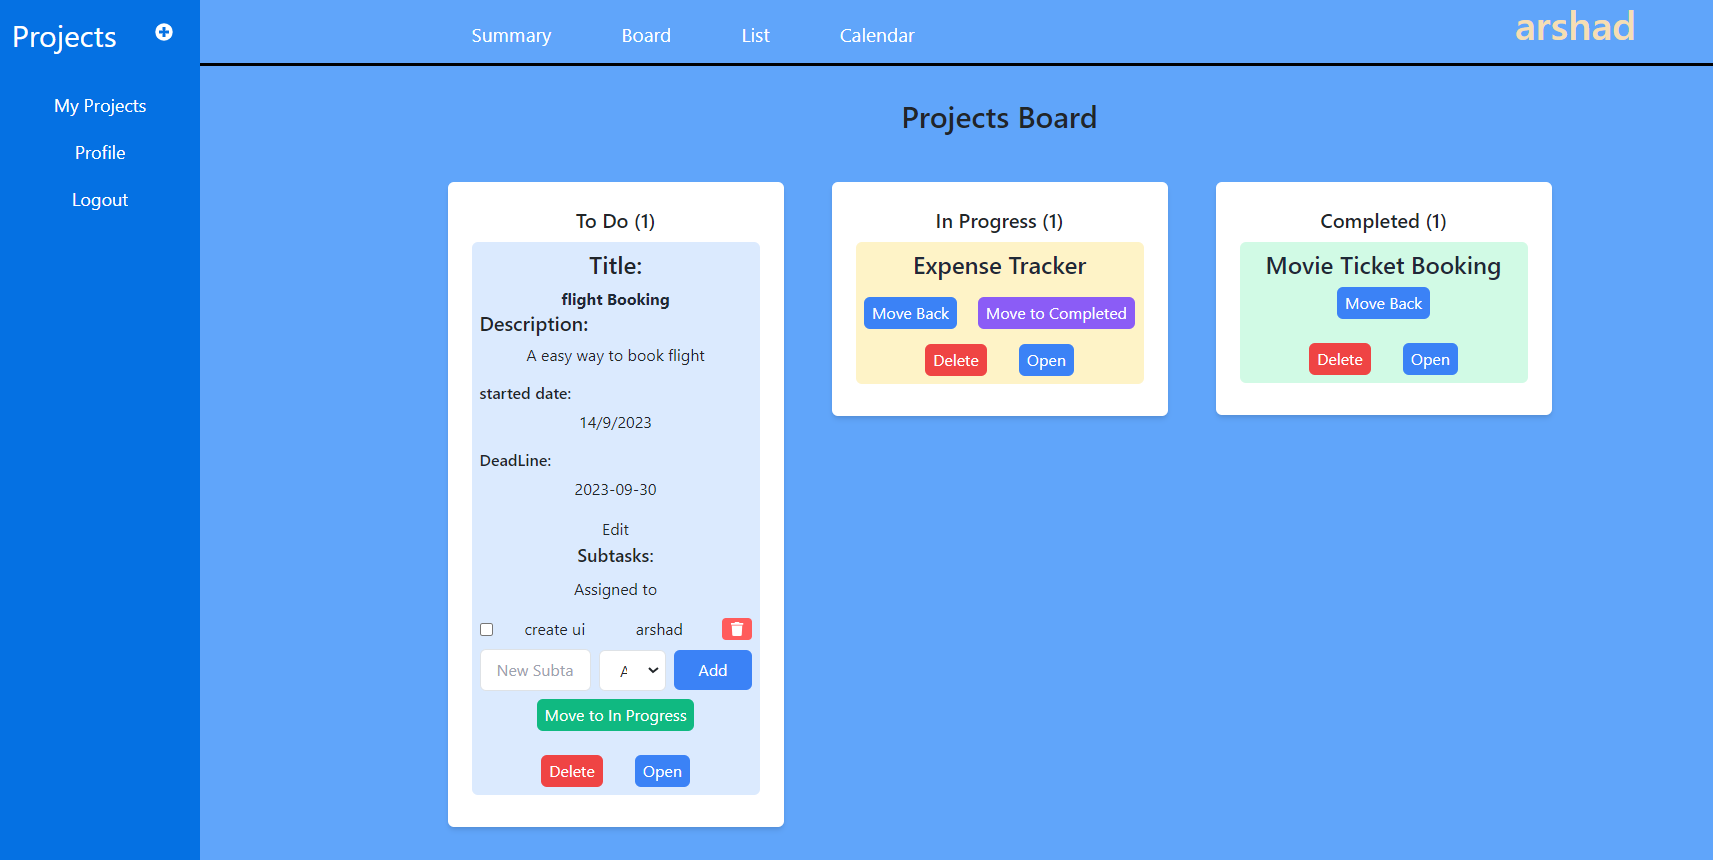 Projects
My Projects
Profile
Logout
Summary Board List Calendar
arshad
Projects Board
To Do (1)
Title:
flight Booking
Description:
A easy way to book flight
started date:
14/9/2023
DeadLine:
2023-09-30
Edit
Subtasks:
Assigned to
create ui arshad
New Subta Add
Move to In Progress
Delete Open
In Progress (1)
Expense Tracker
Move Back Move to Completed
Delete Open
Completed (1)
Movie Ticket Booking
Move Back
Delete Open